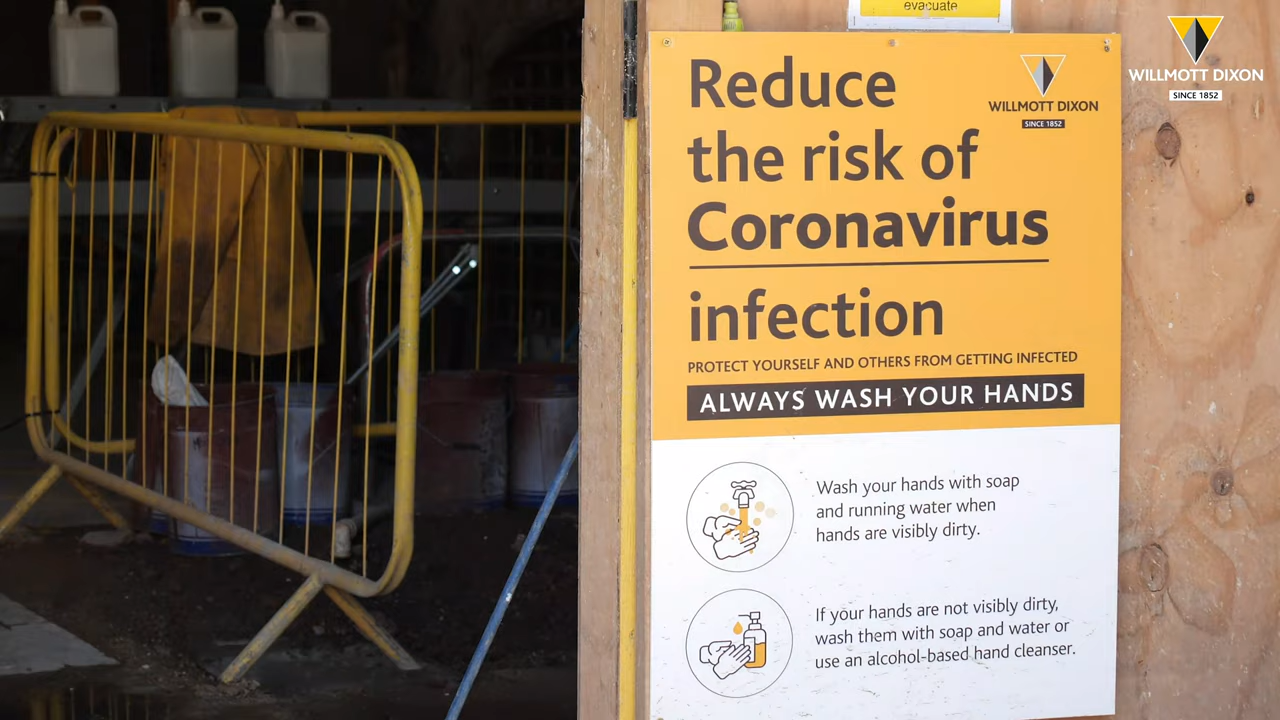 evacuate
Reduce
the risk of
Coronavirus
infection
WILLMOTT DIXON
SINCE 1852
PROTECT YOURSELF AND OTHERS FROM GETTING INFECTED
ALWAYS WASH YOUR HANDS
Wash your hands with soap
and running water when
hands are visibly dirty.
If your hands are not visibly dirty,
wash them with soap and water or
use an alcohol-based hand cleanser.
WILLMOTT DIXON
SINCE 1852